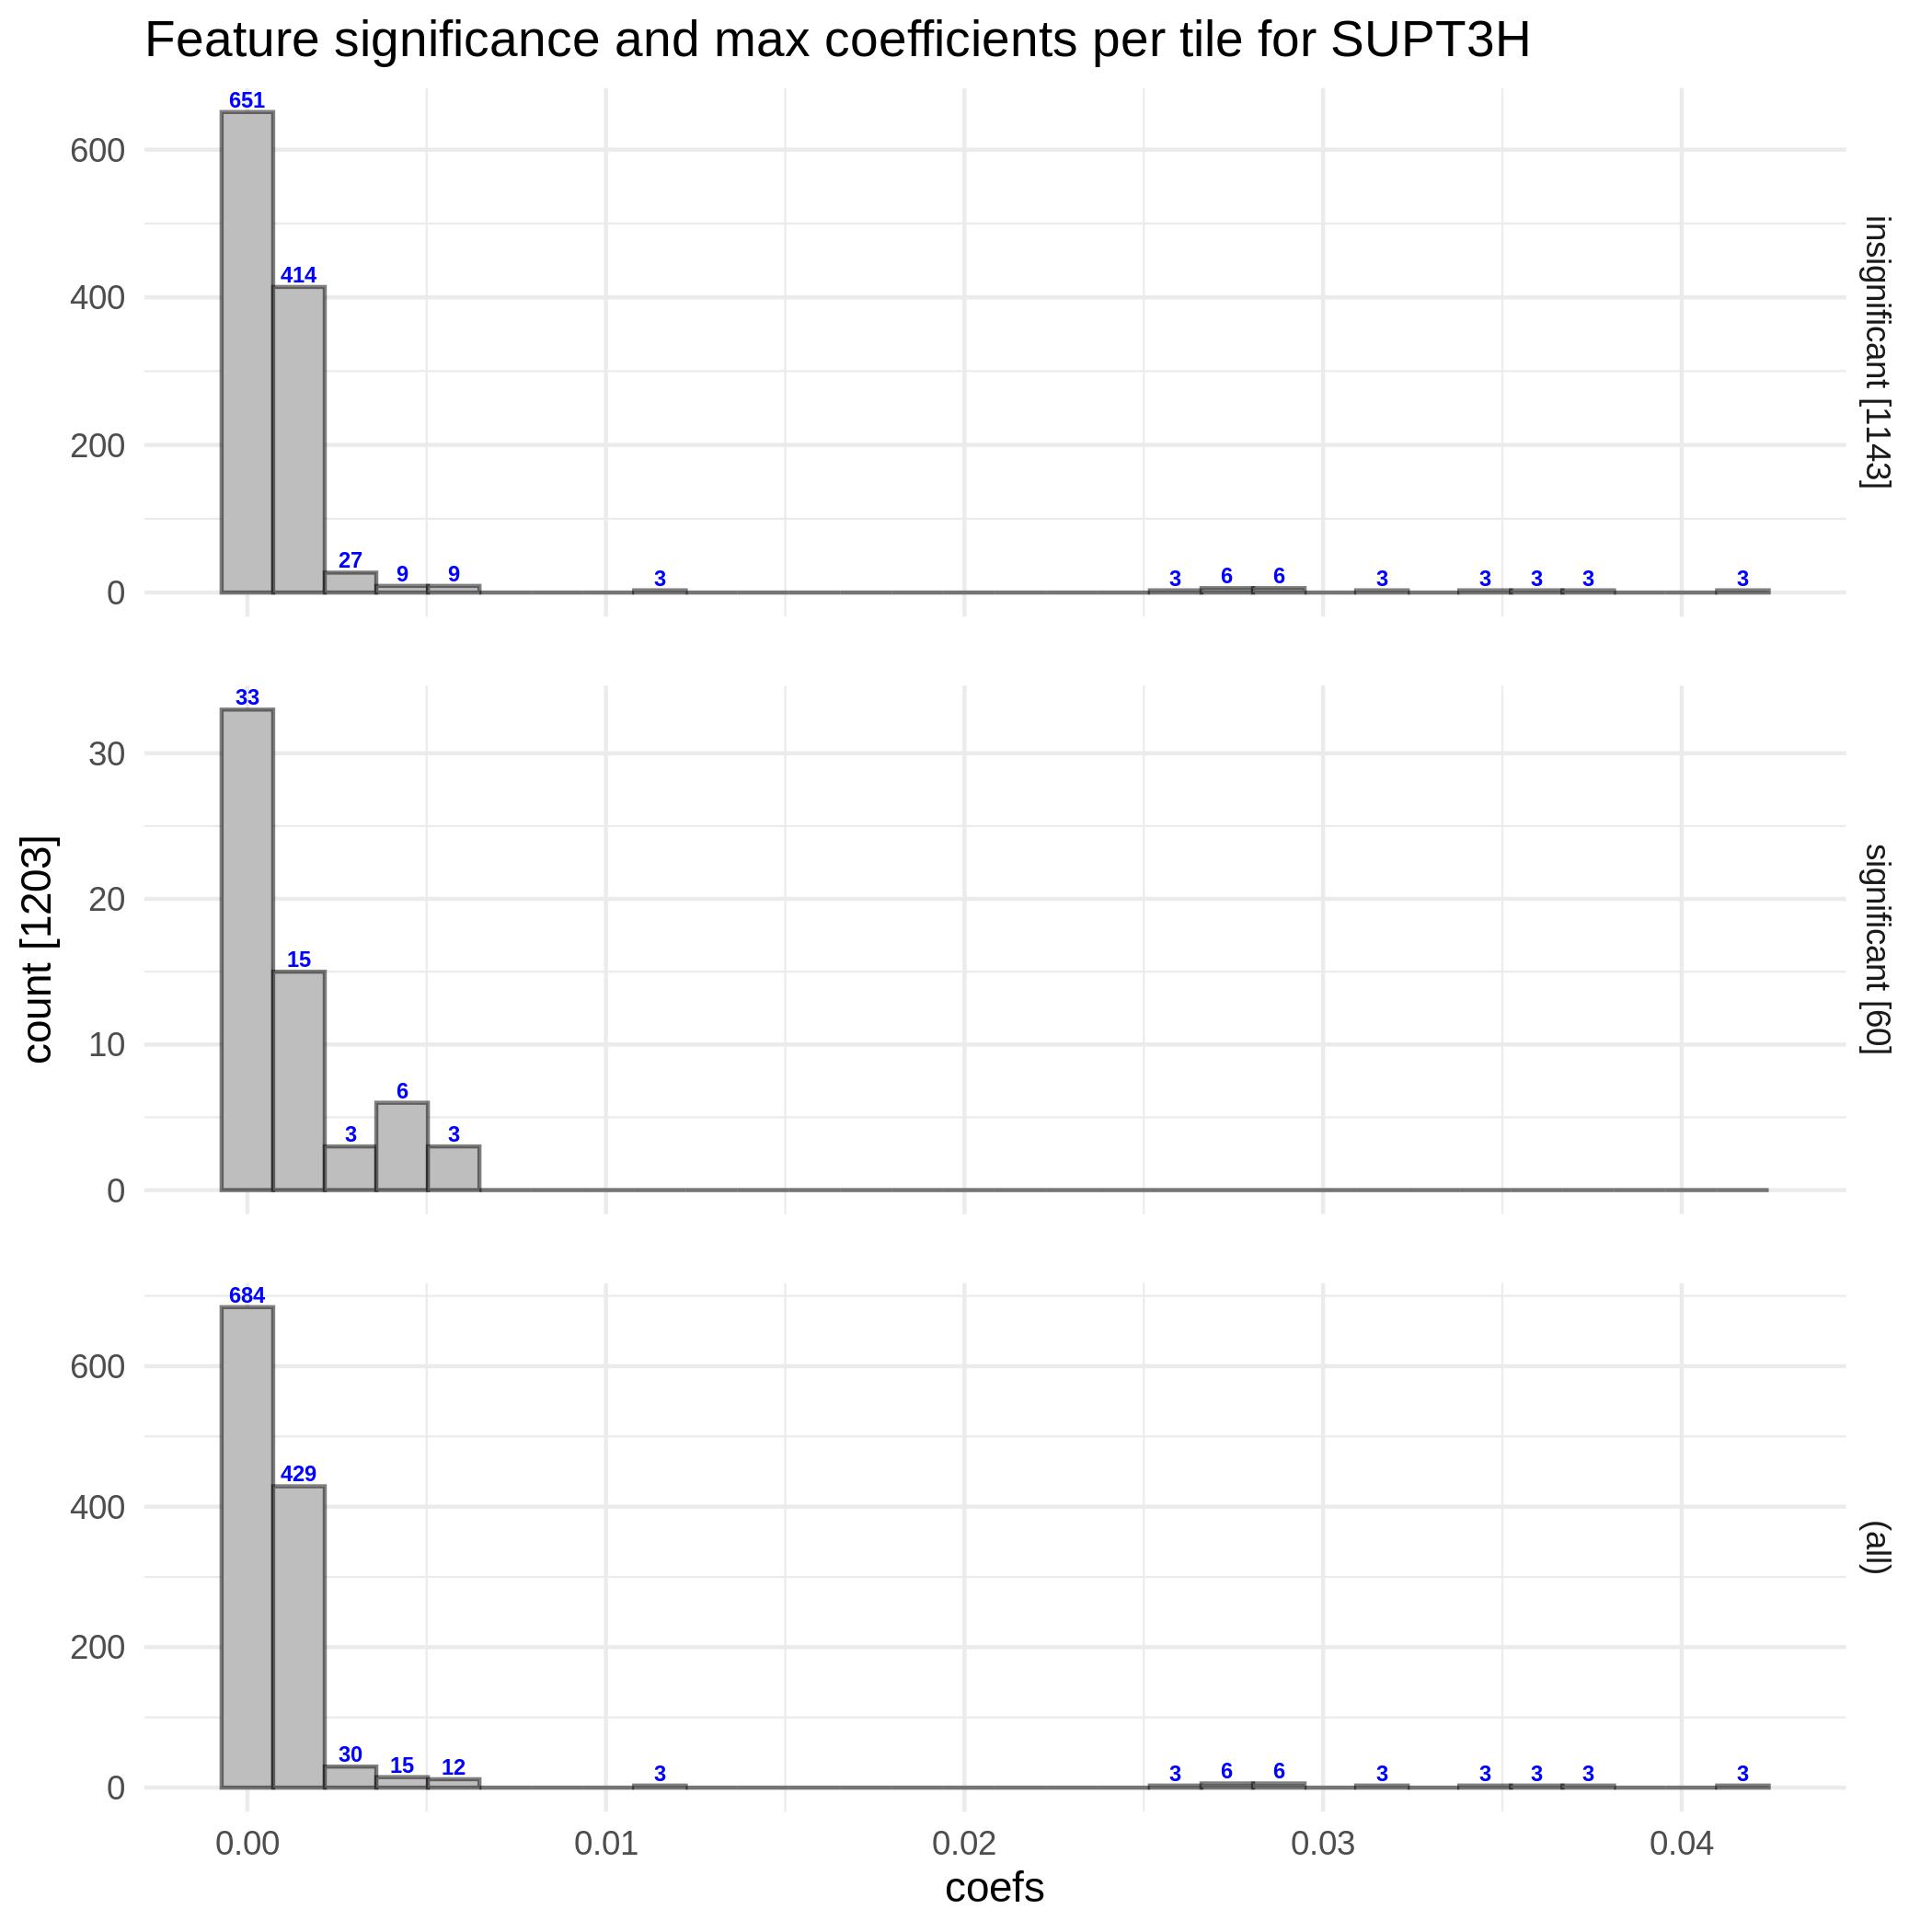 Feature significance and max coefficients per tile for SUPT3H
651
600
414
400
200
27 9 9 3 3 6 6 3 3 3 3 3
0
insignificant [1143]
33
30
20
15
10
6
3 3
0
significant [60]
count [1203]
684
600
429
400
200
30 15 12 3 3 6 6 3 3 3 3 3
0
(all)
0.00 0.01 0.02 0.03 0.04
coefs